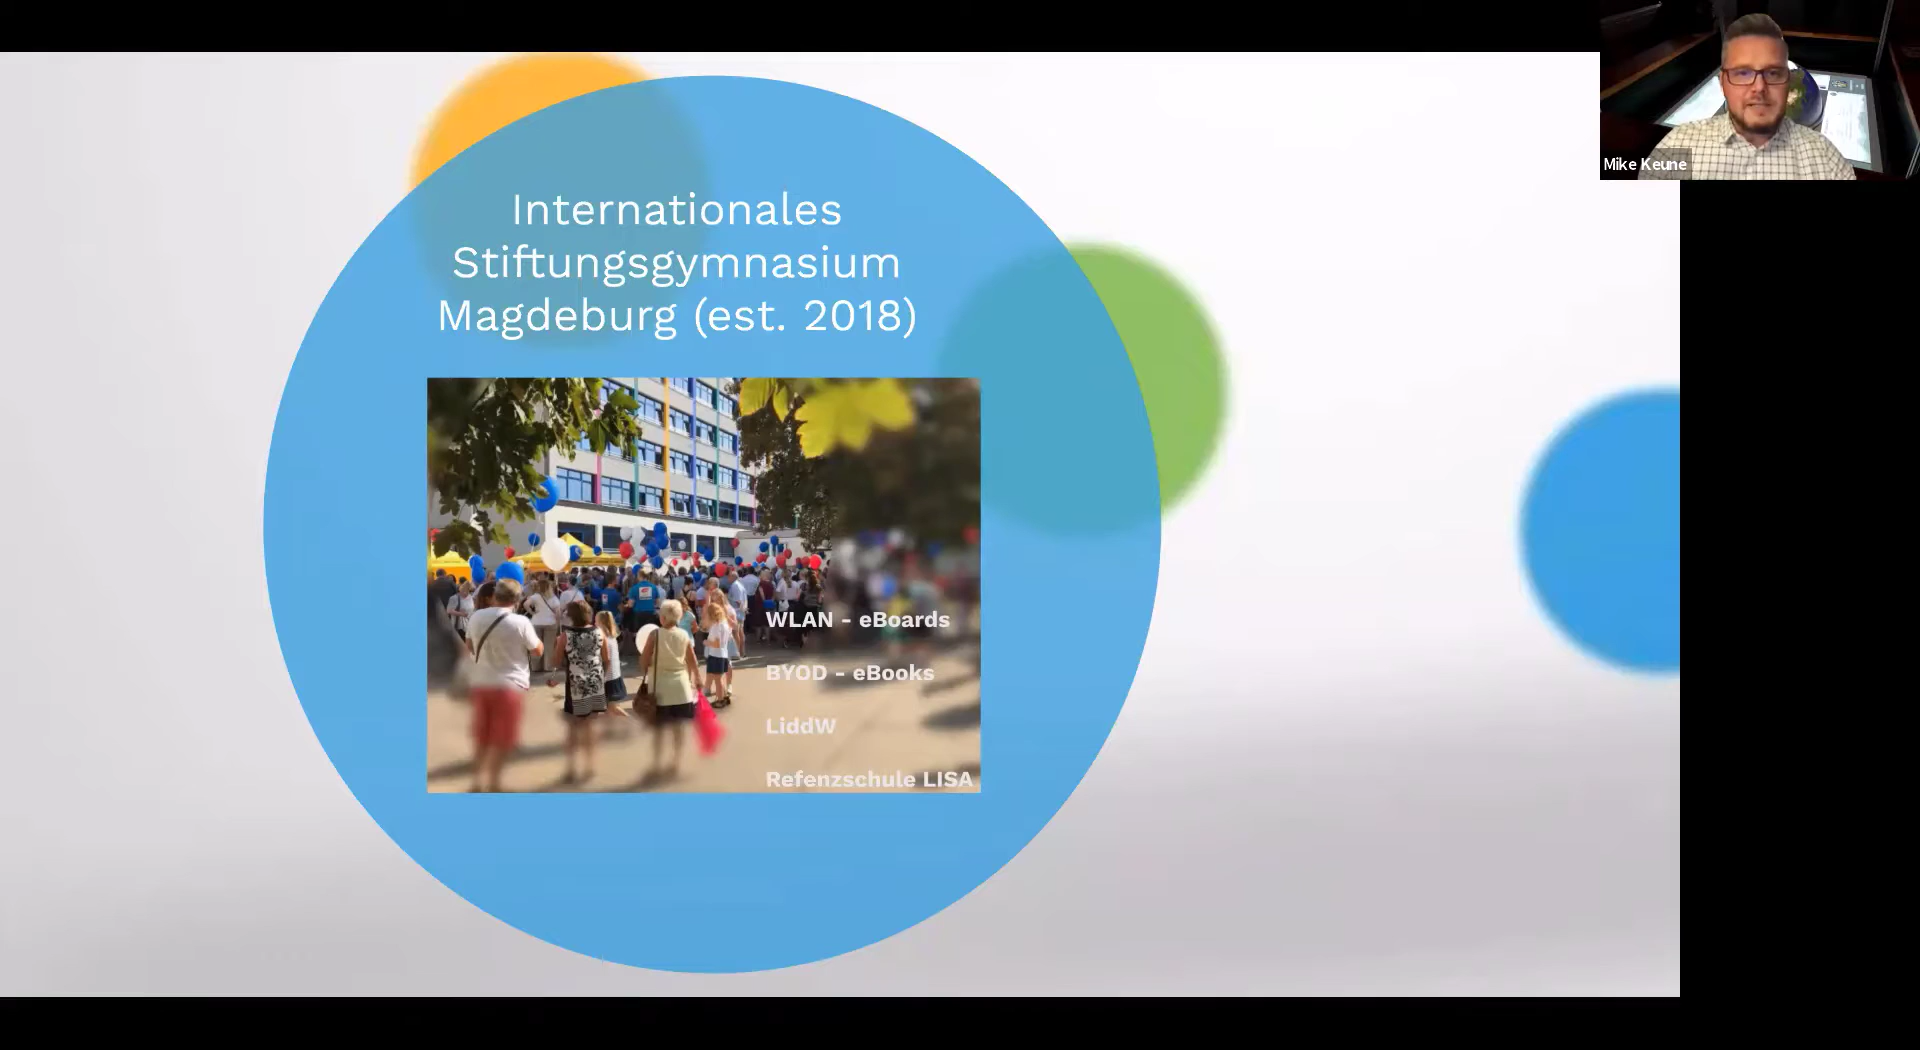 Internationales
Stiftungsgymnasium
Magdeburg (est. 2018)
WLAN - eBoards
BYOD - eBooks
LiddW
Refenzschule LISA
Mike Keune